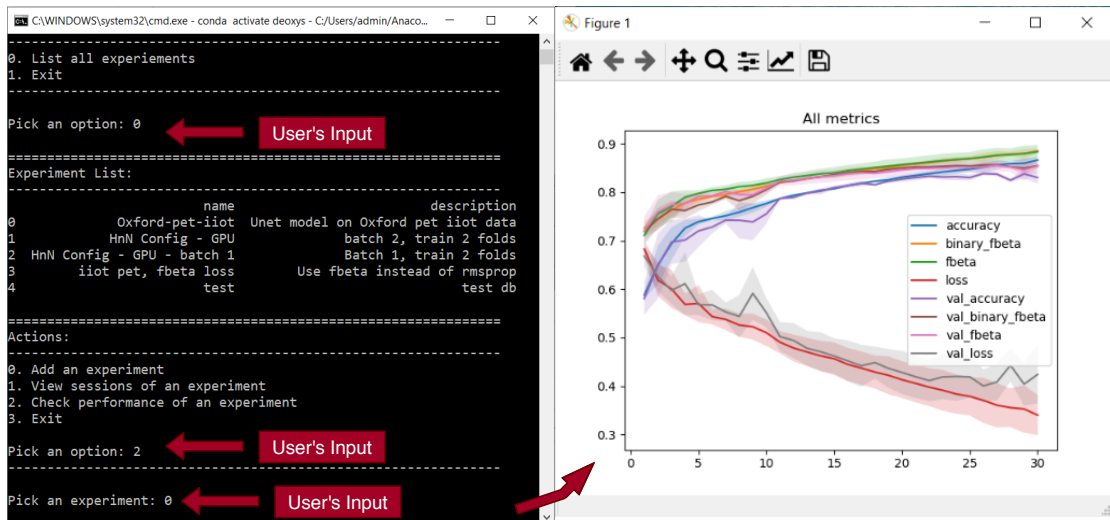 C:\WINDOWS\system32\cmd.exe - conda activate deoxys - C:/Users/admin/Anaco...
0. List all experiements
1. Exit
Pick an option: 0
User's Input
Experiment List:
name description
0 Oxford-pet-iiot Unet model on Oxford pet iiot data
1 HnN Config - GPU batch 2, train 2 folds
2 HnN Config - GPU - batch 1 Batch 1, train 2 folds
3 iiot pet, fbeta loss Use fbeta instead of rmsprop
4 test test db
Actions:
0. Add an experiment
1. View sessions of an experiment
2. Check performance of an experiment
3. Exit
Pick an option: 2
User's Input
Pick an experiment: 0
User's Input
Figure 1
All metrics
0.9
0.8
0.7
0.6
0.5
0.4
0.3
0 5 10 15 20 25 30
accuracy
binary_fbeta
fbeta
loss
val_accuracy
val_binary_fbeta
val_fbeta
val_loss